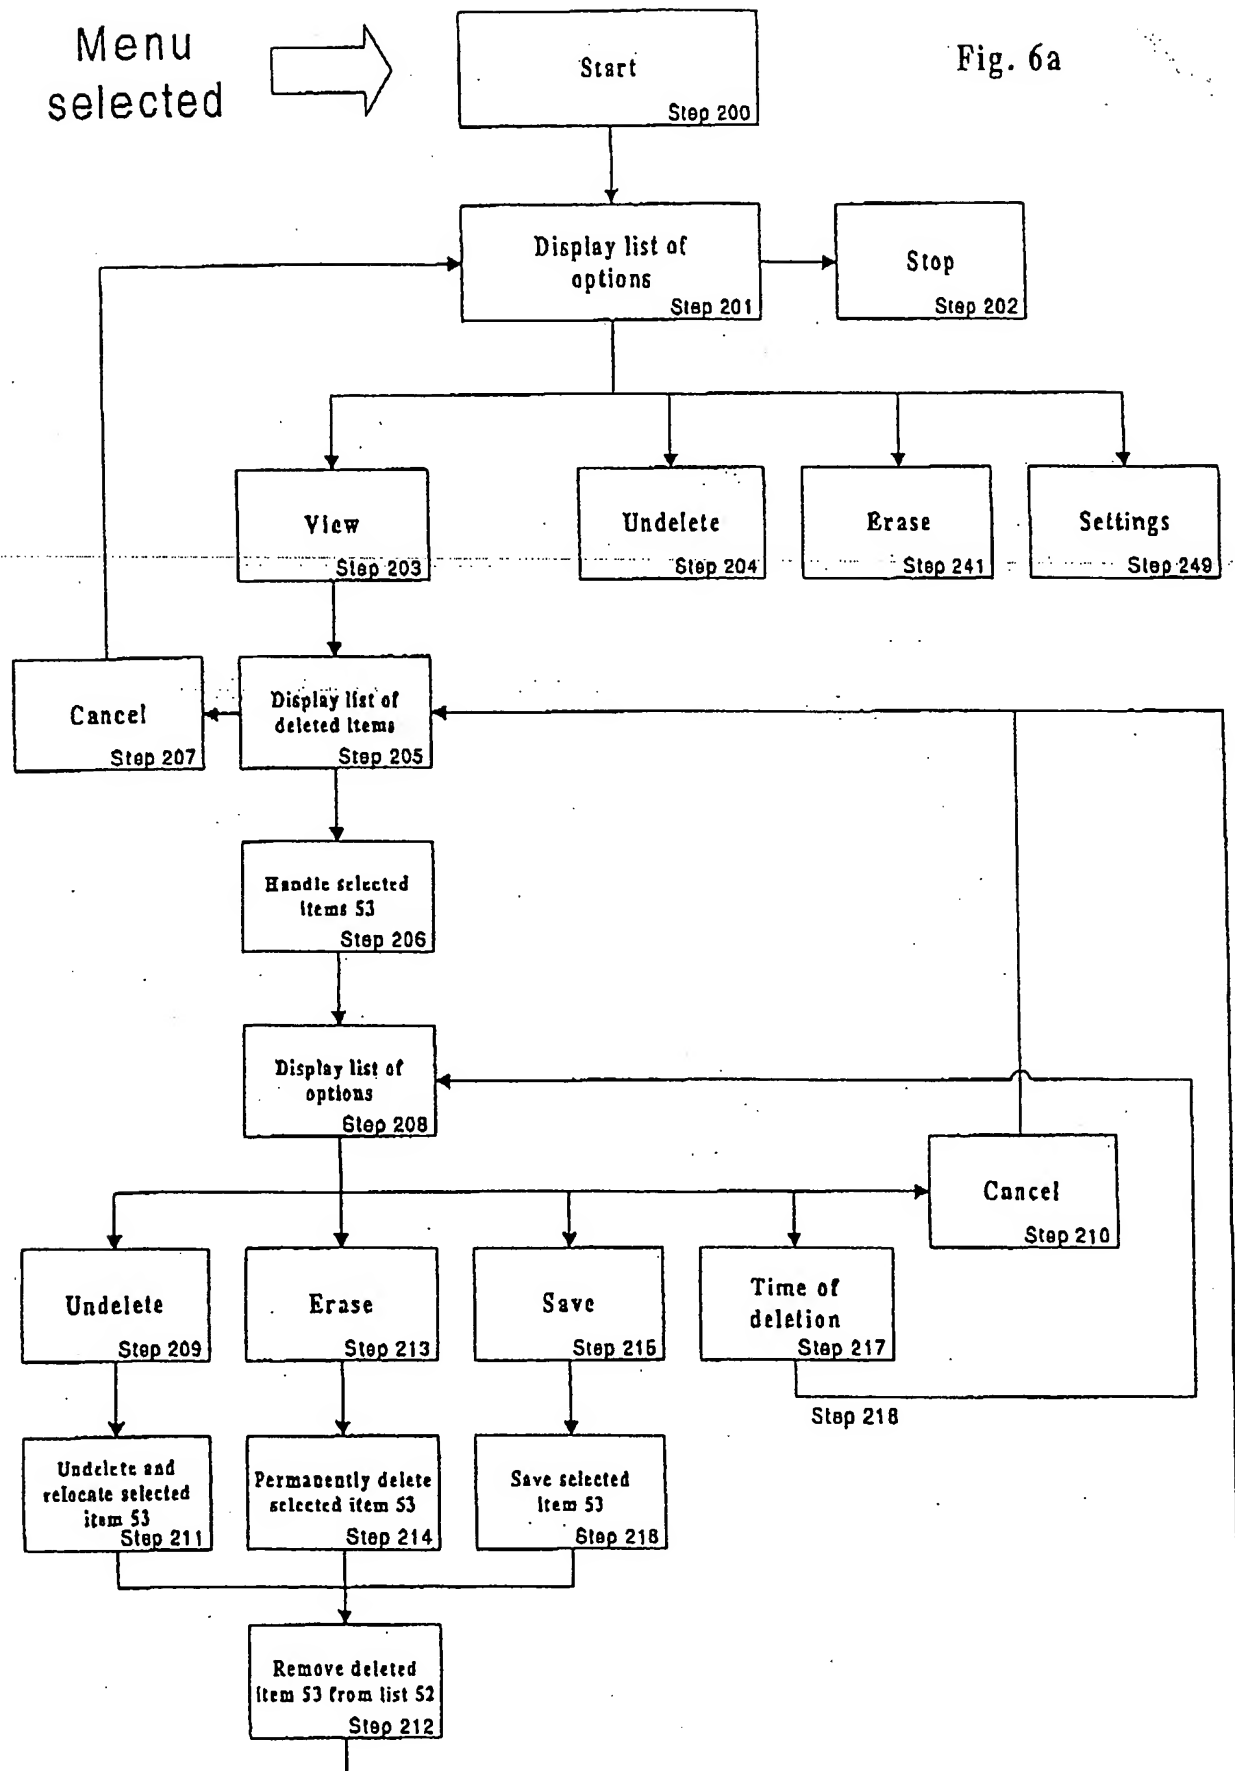 Menu
selected
Start
Step 200
Fig. 6a
Display list of
options
Step 201
Stop
Step 202
View
Step 203
Undelete
Step 204
Erase
Step 241
Settings
Step 249
Cancel
Step 207
Display list of
deleted items
Step 205
Handle selected
items 53
Step 206
Display list of
options
Step 208
Cancel
Step 210
Undelete
Step 209
Erase
Step 213
Save
Step 215
Time of
deletion
Step 217
Step 218
Undelete and
relocate selected
item 53
Step 211
Permanently delete
selected item 53
Step 214
Save selected
item 53
Step 218
Remove deleted
item 53 from list 52
Step 212